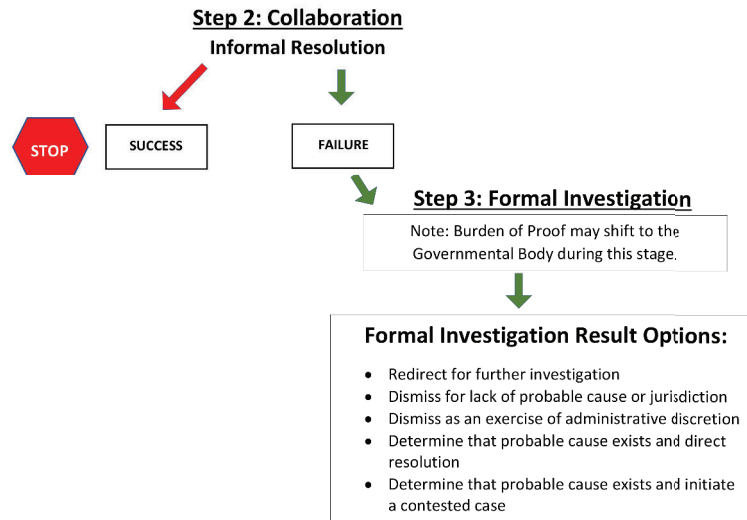 Step 2: Collaboration
Informal Resolution
STOP
SUCCESS
FAILURE
Step 3: Formal Investigation
Note: Burden of Proof may shift to the
Governmental Body during this stage.
Formal Investigation Result Options:
• Redirect for further investigation
• Dismiss for lack of probable cause or jurisdiction
• Dismiss as an exercise of administrative discretion
• Determine that probable cause exists and direct
resolution
• Determine that probable cause exists and initiate
a contested case